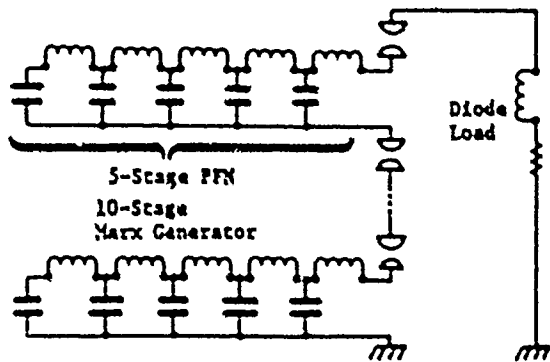 Diode
Load
5-Stage PFN
10-Stage
Marx Generator